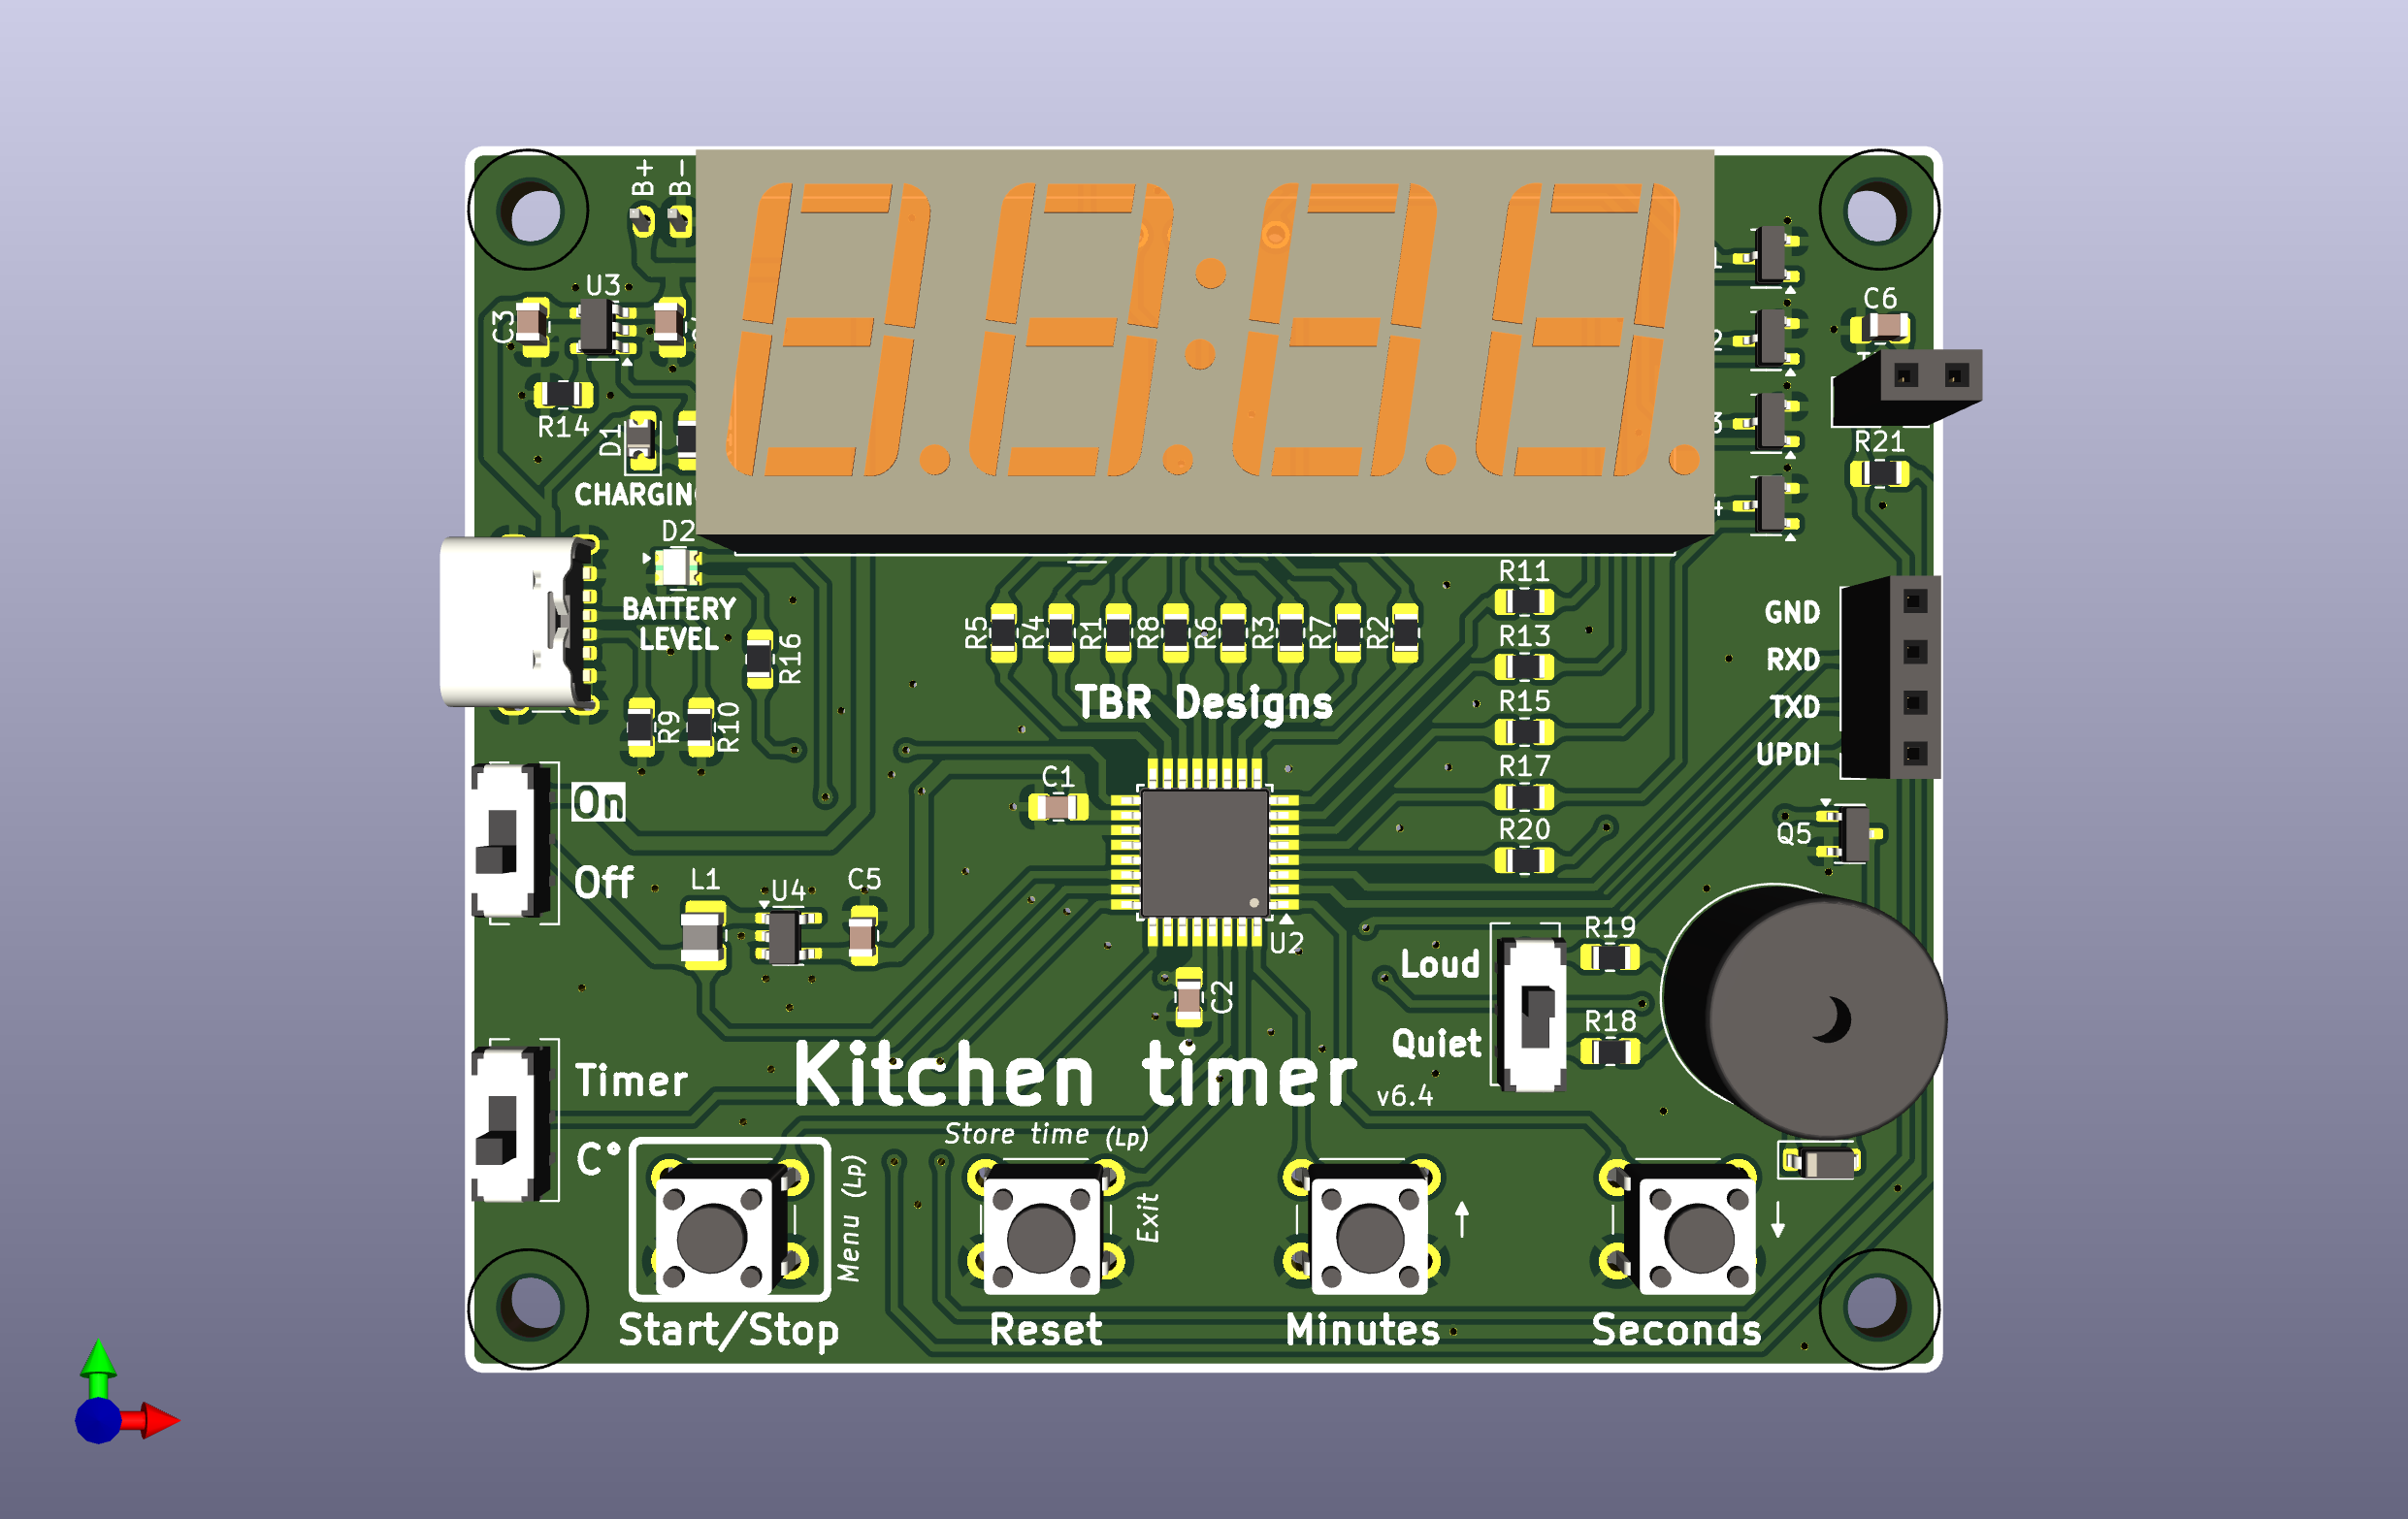 B+
B-
U3
C3
C6
R14
D1
R21
CHARGING
D2
BATTERY
LEVEL
R16
R9
R10
R5
R4
R1
R8
R6
R3
R7
R2
R11
R13
R15
R17
R20
GND
RXD
TXD
UPDI
TBR Designs
C1
On
Off
Q5
L1
U4
C5
U2
C2
Loud
Quiet
R19
R18
Timer
C°
Kitchen timer
v6.4
Store time (Lp)
Menu (Lp)
Exit
Start/Stop
Reset
Minutes
Seconds